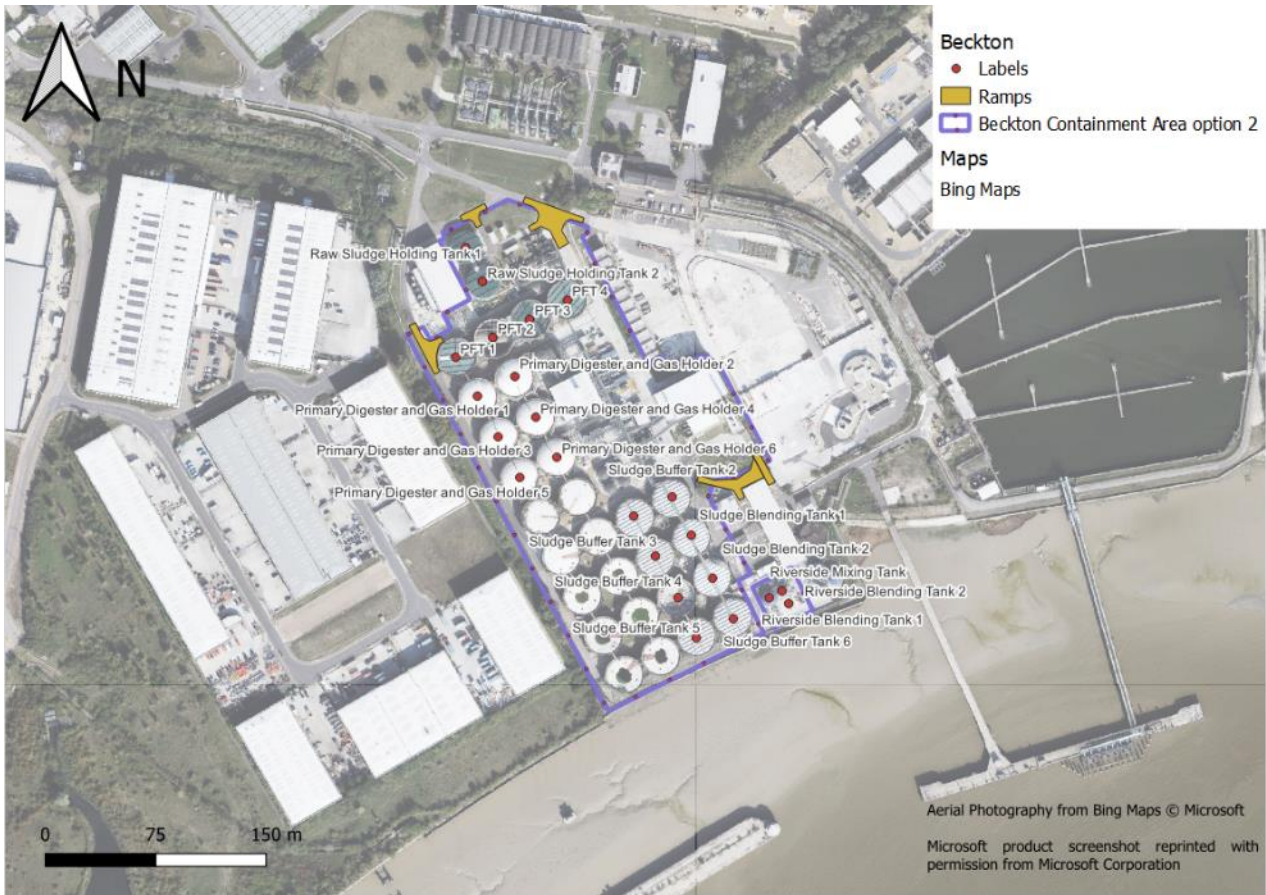 N
Beckton
Labels
Ramps
Beckton Containment Area option 2
Maps
Bing Maps
Raw Sludge Holding Tank 1
Raw Sludge Holding Tank 2
PFT 4
PFT 3
PFT 2
PFT 1
Primary Digester and Gas Holder 2
Primary Digester and Gas Holder 1
Primary Digester and Gas Holder 4
Primary Digester and Gas Holder 3
Primary Digester and Gas Holder 6
Sludge Buffer Tank 2
Primary Digester and Gas Holder 5
Sludge Blending Tank 1
Sludge Buffer Tank 3
Sludge Blending Tank 2
Riverside Mixing Tank
Sludge Buffer Tank 4
Riverside Blending Tank 2
Riverside Blending Tank 1
Sludge Buffer Tank 5
Sludge Buffer Tank 6
0 75 150 m
Aerial Photography from Bing Maps © Microsoft
Microsoft product screenshot reprinted with
permission from Microsoft Corporation